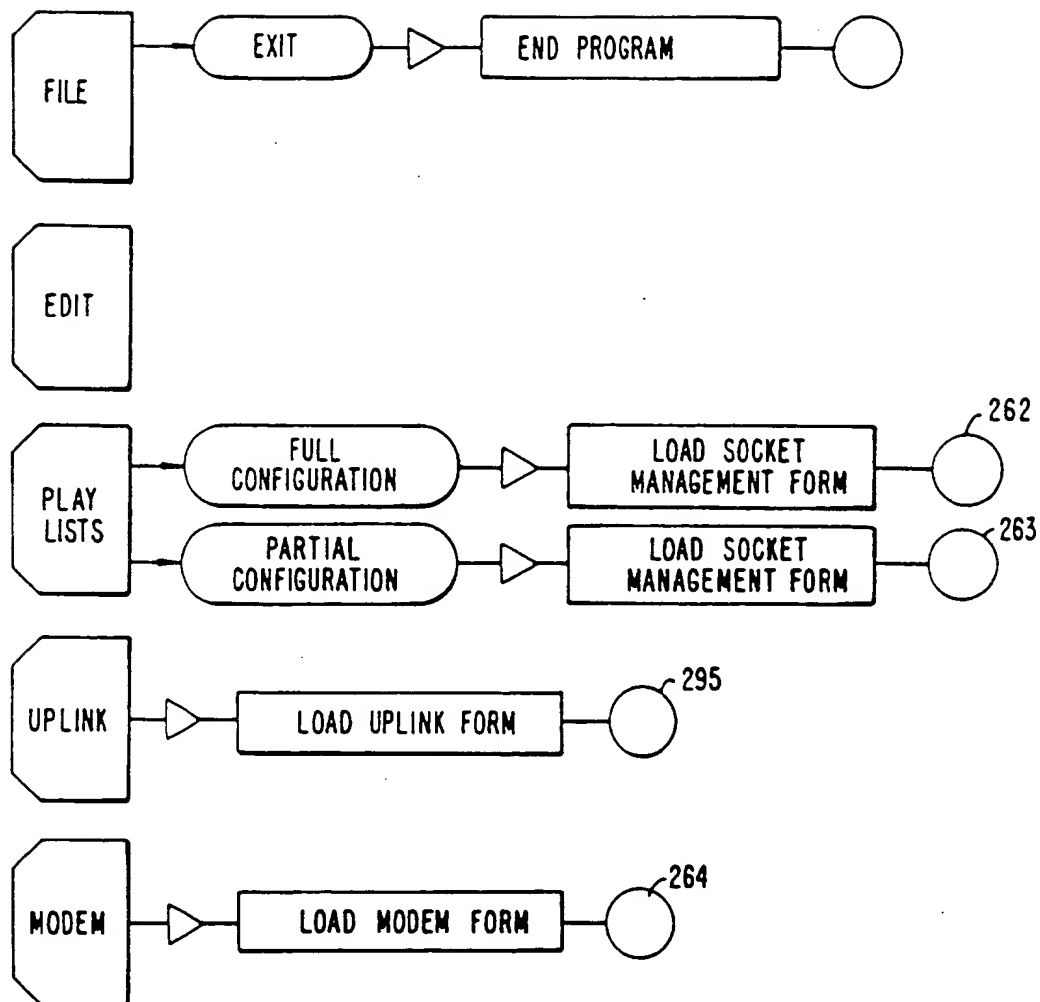 FILE
EXIT
END PROGRAM
EDIT
PLAY
LISTS
FULL
CONFIGURATION
LOAD SOCKET
MANAGEMENT FORM
262
PARTIAL
CONFIGURATION
LOAD SOCKET
MANAGEMENT FORM
263
UPLINK
LOAD UPLINK FORM
295
MODEM
LOAD MODEM FORM
264